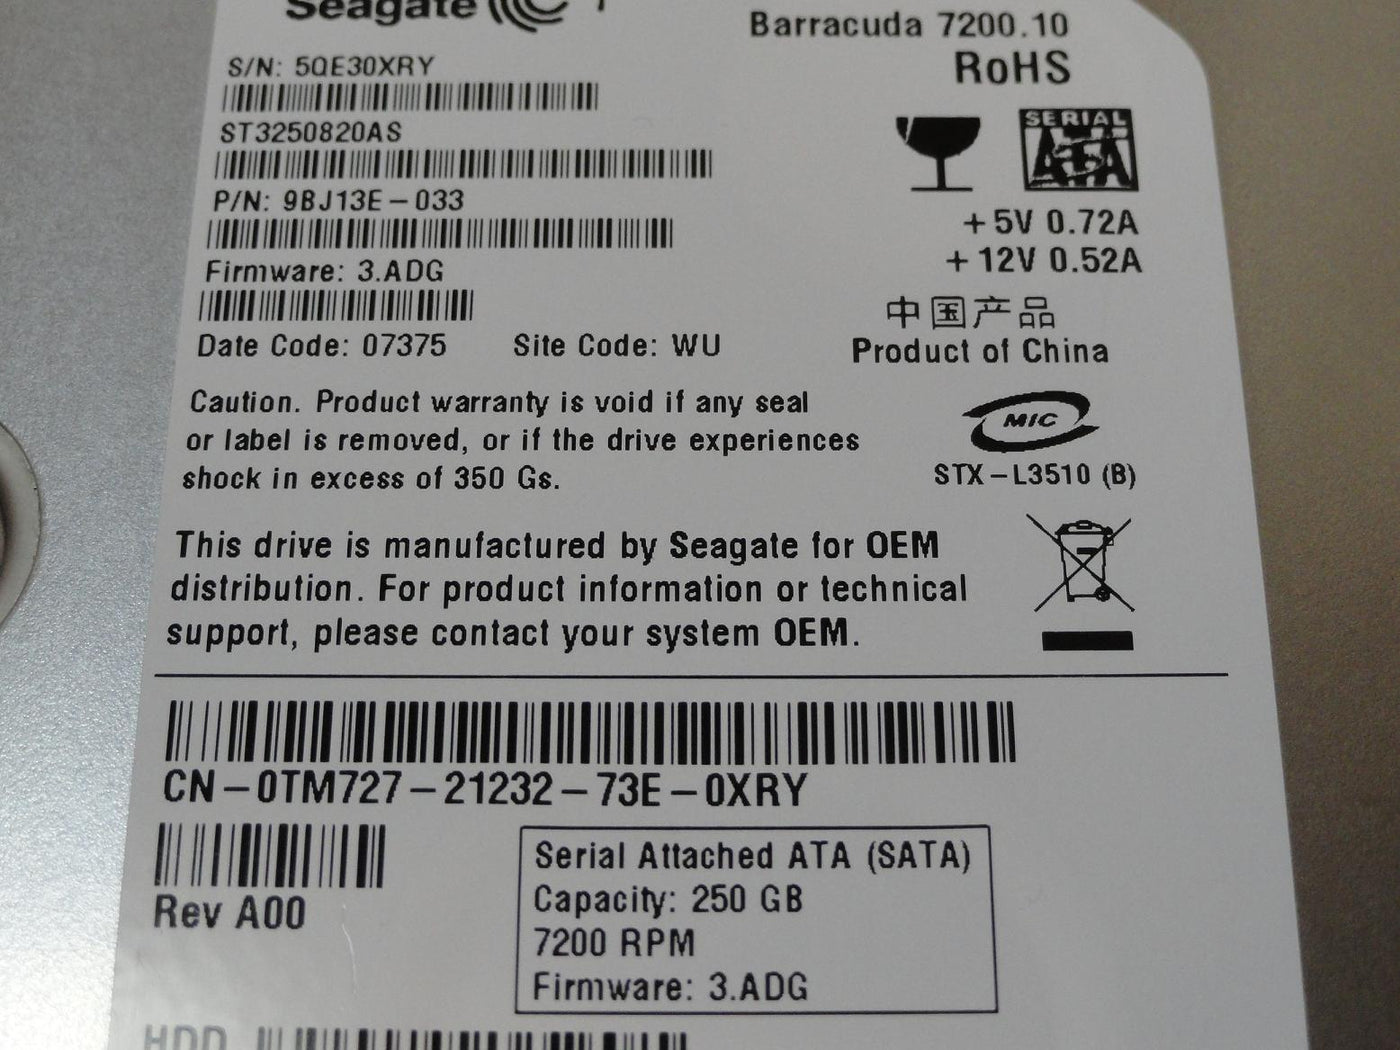 Seagate
Barracuda 7200.10
RoHS
S/N: 5QE30XRY
ST3250820AS
SERIAL
ATA
P/N: 9BJ13E-033
+5V 0.72A
+12V 0.52A
Firmware: 3.ADG
中国产品
Date Code: 07375 Site Code: WU
Product of China
Caution. Product warranty is void if any seal
or label is removed, or if the drive experiences
shock in excess of 350 Gs.
MIC
STX-L3510 (B)
This drive is manufactured by Seagate for OEM
distribution. For product information or technical
support, please contact your system OEM.
CN-0TM727-21232-73E-0XRY
Rev A00
Serial Attached ATA (SATA)
Capacity: 250 GB
7200 RPM
Firmware: 3.ADG
HDD